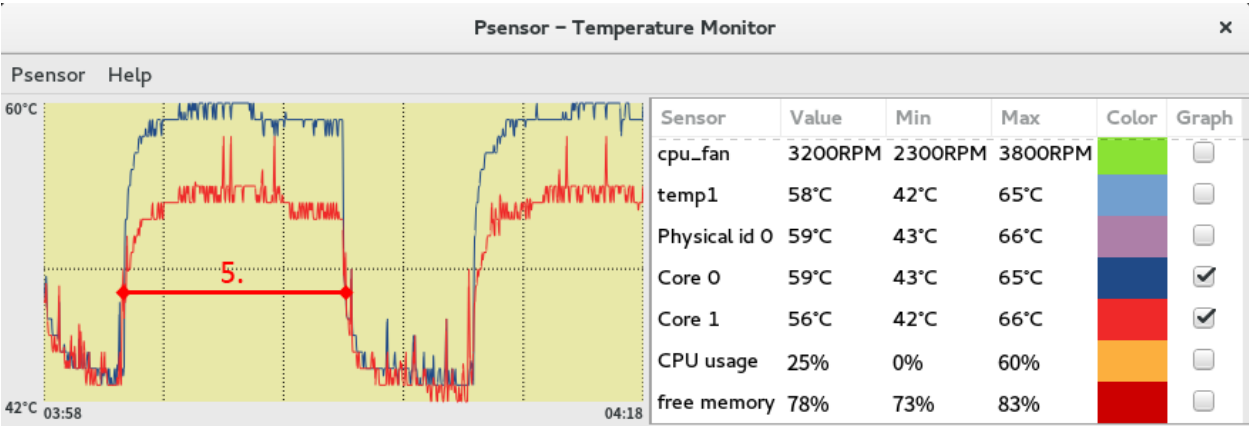 Psensor – Temperature Monitor ×
Psensor Help
60°C
5.
42°C 03:58 04:18
Sensor Value Min Max Color Graph
cpu_fan 3200RPM 2300RPM 3800RPM
temp1 58°C 42°C 65°C
Physical id 0 59°C 43°C 66°C
Core 0 59°C 43°C 65°C
Core 1 56°C 42°C 66°C
CPU usage 25% 0% 60%
free memory 78% 73% 83%